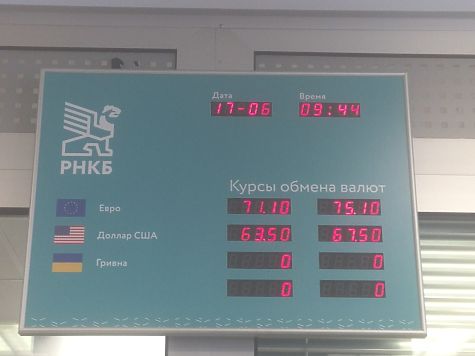 Дата Время
17-06 09:44
РНКБ
Курсы обмена валют
Евро 71.10 75.10
Доллар США 63.50 67.50
Гривна 0 0
0 0